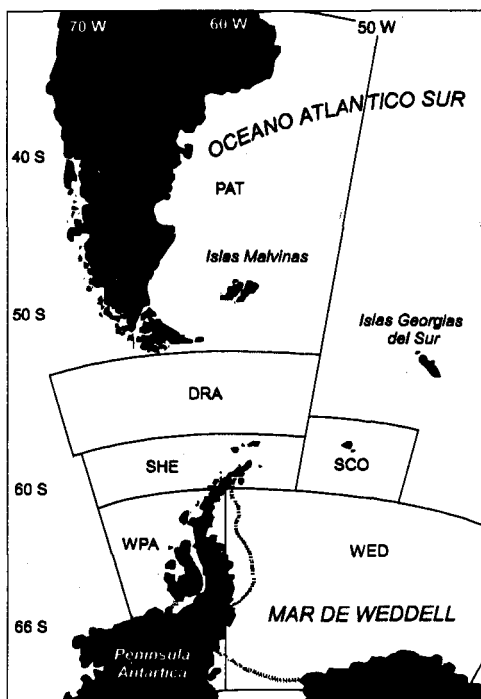 70 W 60 W 50 W
OCEANO ATLANTICO SUR
40 S
PAT
Islas Malvinas
50 S
Islas Georgias
del Sur
DRA
SHE
SCO
60 S
WPA
WED
MAR DE WEDDELL
66 S
Peninsula
Antartica